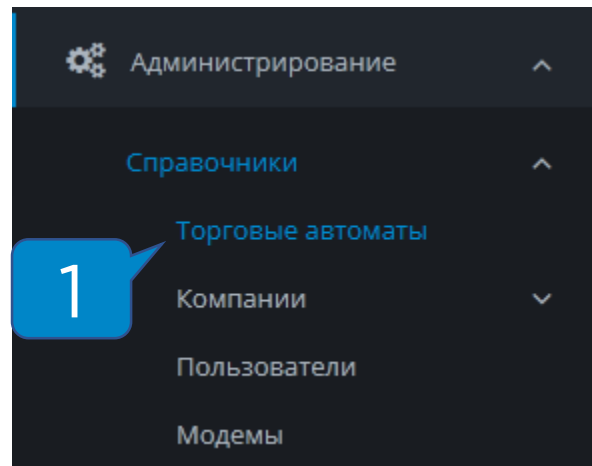 Администрирование
Справочники
Торговые автоматы
1
Компании
Пользователи
Модемы